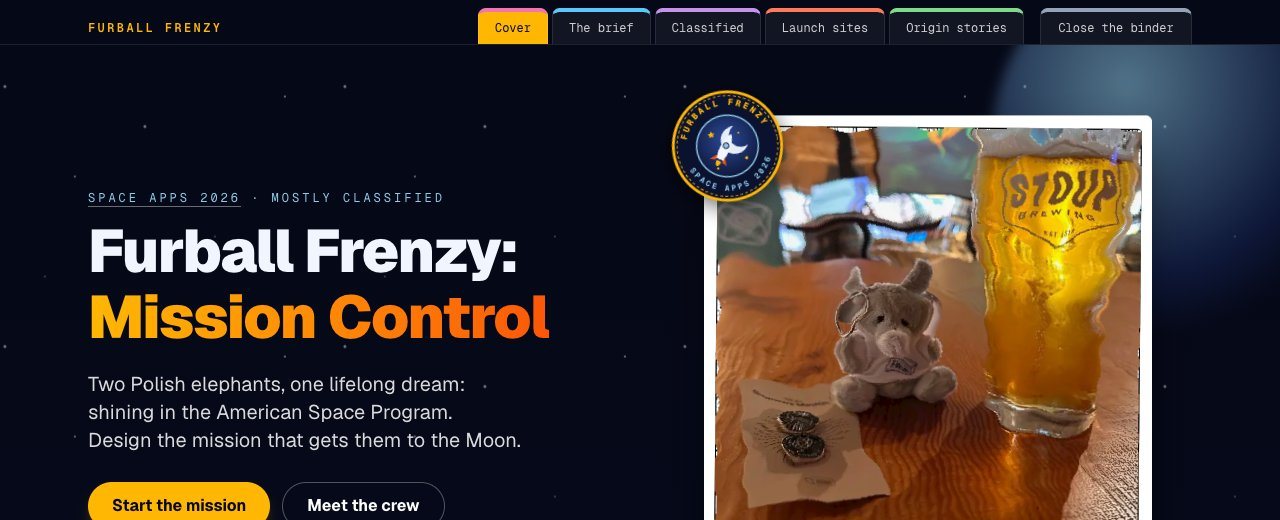 FURBALL FRENZY
Cover
The brief
Classified
Launch sites
Origin stories
Close the binder
SPACE APPS 2026 · MOSTLY CLASSIFIED
Furball Frenzy:
Mission Control
Two Polish elephants, one lifelong dream:
shining in the American Space Program.
Design the mission that gets them to the Moon.
Start the mission
Meet the crew
FURBALL FRENZY
SPACE APPS 2026
STOUP
BREWING